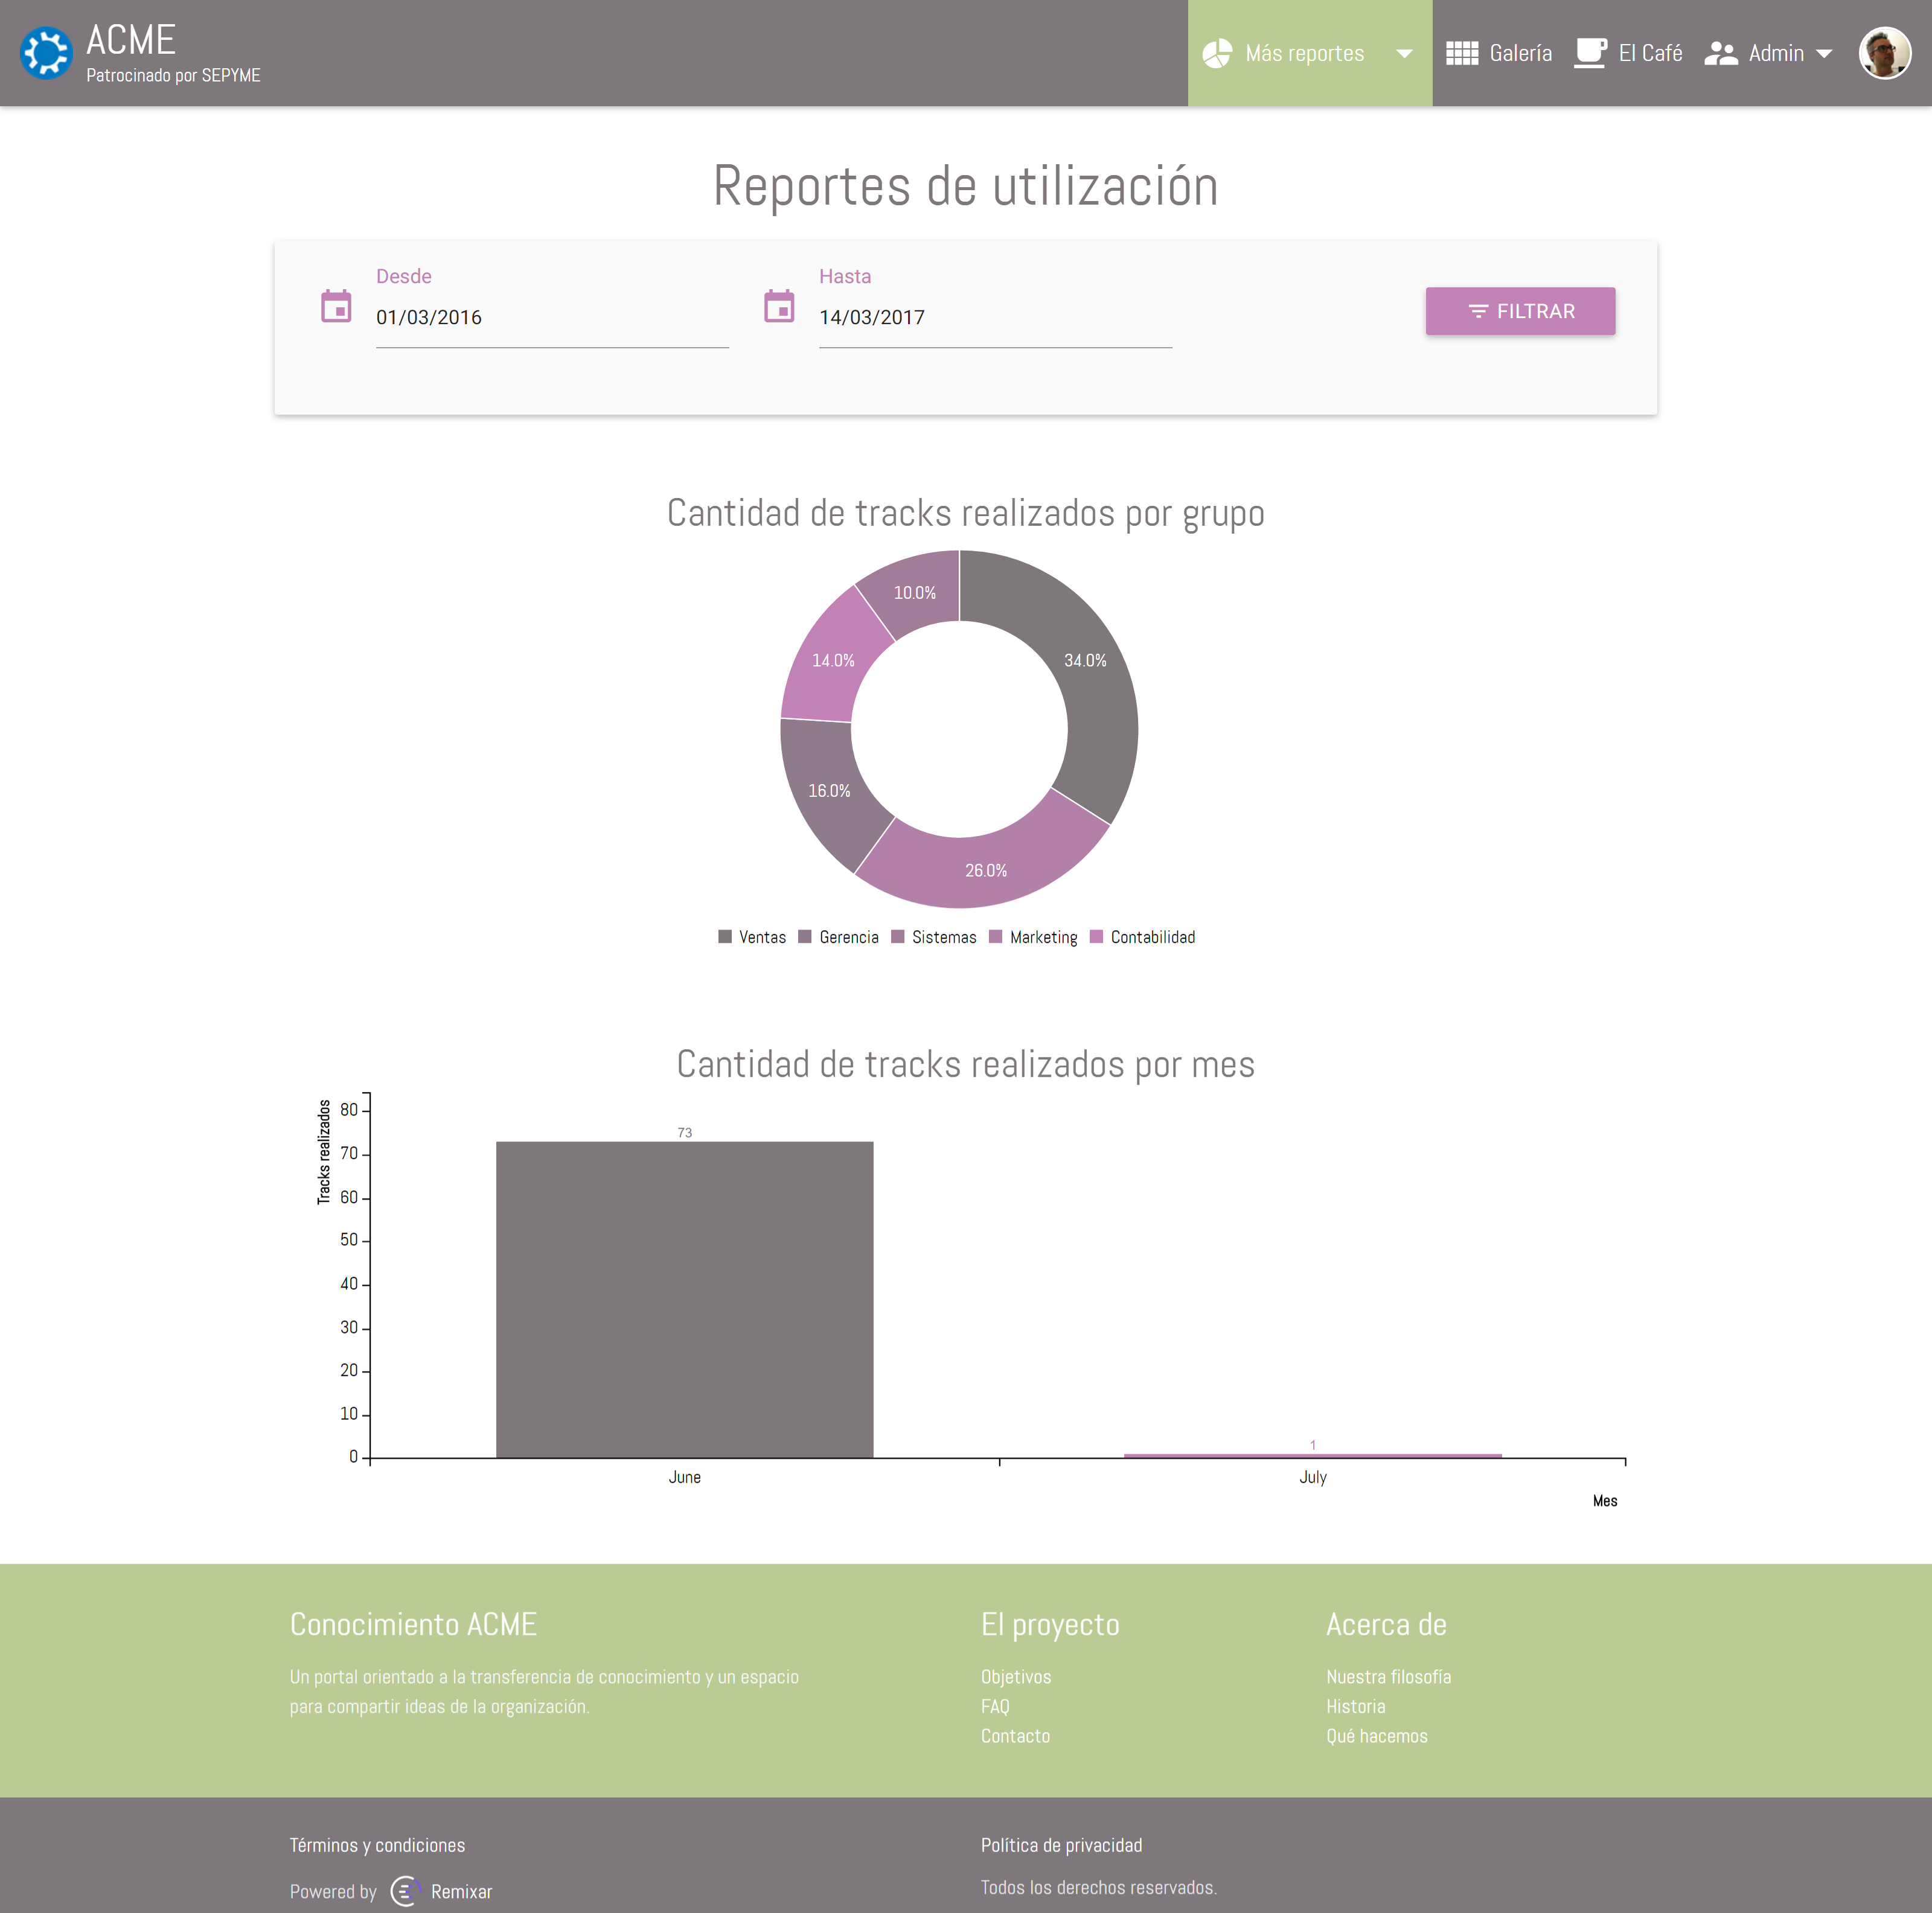 ACME
Patrocinado por SEPYME
Más reportes
Galería
El Café
Admin
Reportes de utilización
Desde
01/03/2016
Hasta
14/03/2017
FILTRAR
Cantidad de tracks realizados por grupo
10.0%
34.0%
14.0%
16.0%
26.0%
Ventas Gerencia Sistemas Marketing Contabilidad
Cantidad de tracks realizados por mes
Tracks realizados
80
70
60
50
40
30
20
10
0
73
1
June
July
Mes
Conocimiento ACME
Un portal orientado a la transferencia de conocimiento y un espacio
para compartir ideas de la organización.
El proyecto
Objetivos
FAQ
Contacto
Acerca de
Nuestra filosofía
Historia
Qué hacemos
Términos y condiciones
Powered by Remixar
Política de privacidad
Todos los derechos reservados.